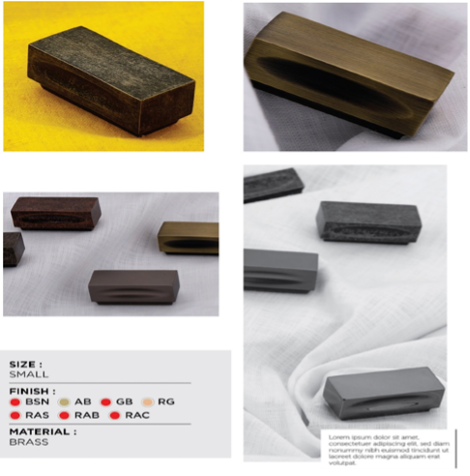 SIZE :
SMALL
FINISH :
BSN AB GB RG
RAS RAB RAC
MATERIAL :
BRASS
Lorem ipsum dolor sit amet,
consectetuer adipiscing elit, sed diam
nonummy nibh euismod tincidunt ut
laoreet dolore magna aliquam erat
volutpat.